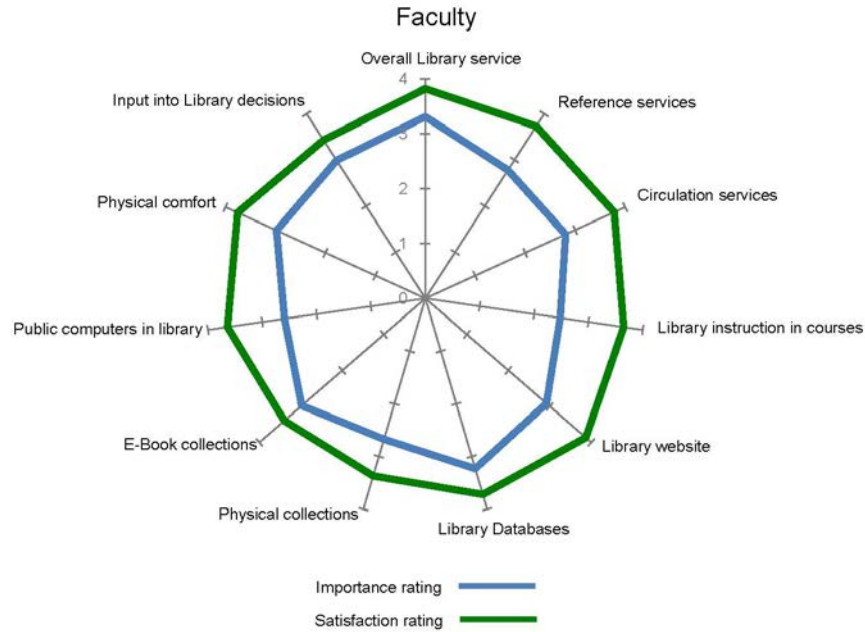 Faculty
Overall Library service
Input into Library decisions
Reference services
Physical comfort
Circulation services
Public computers in library
Library instruction in courses
E-Book collections
Library website
Physical collections
Library Databases
4
3
2
1
0
Importance rating
Satisfaction rating